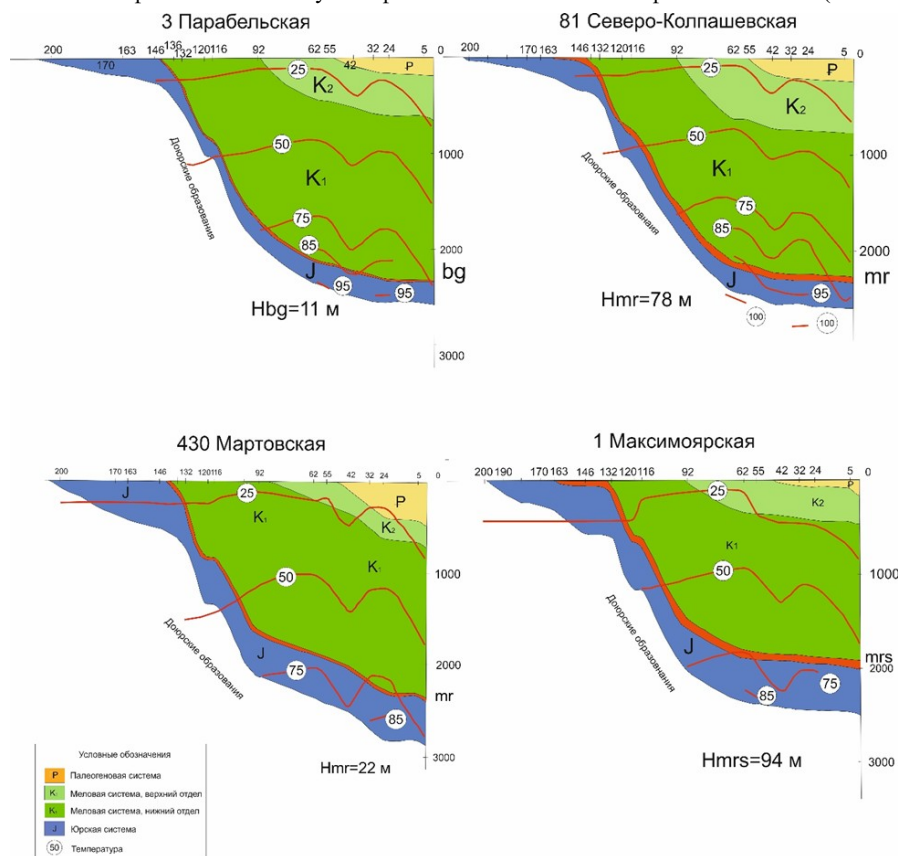 3 Парабельская
200 163 136 120 116 92 62 55 32 24 5 0
170 132 42
25
P
K₂
50
K₁
1000
75
85
2000
J
bg
95
95
Доюрские образования
Hbg=11 м
3000
81 Северо-Колпашевская
200 170 163 146 132 120 116 92 62 55 42 32 24 5 0
25
P
K₂
50
K₁
1000
75
85
2000
J
mr
95
100
100
Доюрские образовнаия
Hmr=78 м
3000
430 Мартовская
200 170 163 146 132 120 116 92 62 55 42 32 24 5 0
J
25
P
K₁
K₂
K₁
50
1000
J
75
2000
mr
85
Доюрские образования
Hmr=22 м
3000
1 Максимоярская
200 190 170 163 146 132 120 116 92 62 55 42 32 24 5 0
25
P
K2
K₁
50
1000
J
mrs
75
2000
85
Доюрские образовнания
Hmrs=94 м
3000
Условные обозначения
P Палеогеновая система
Меловая система, верхний отдел
Меловая система, нижний отдел
J Юрская система
50 Температура